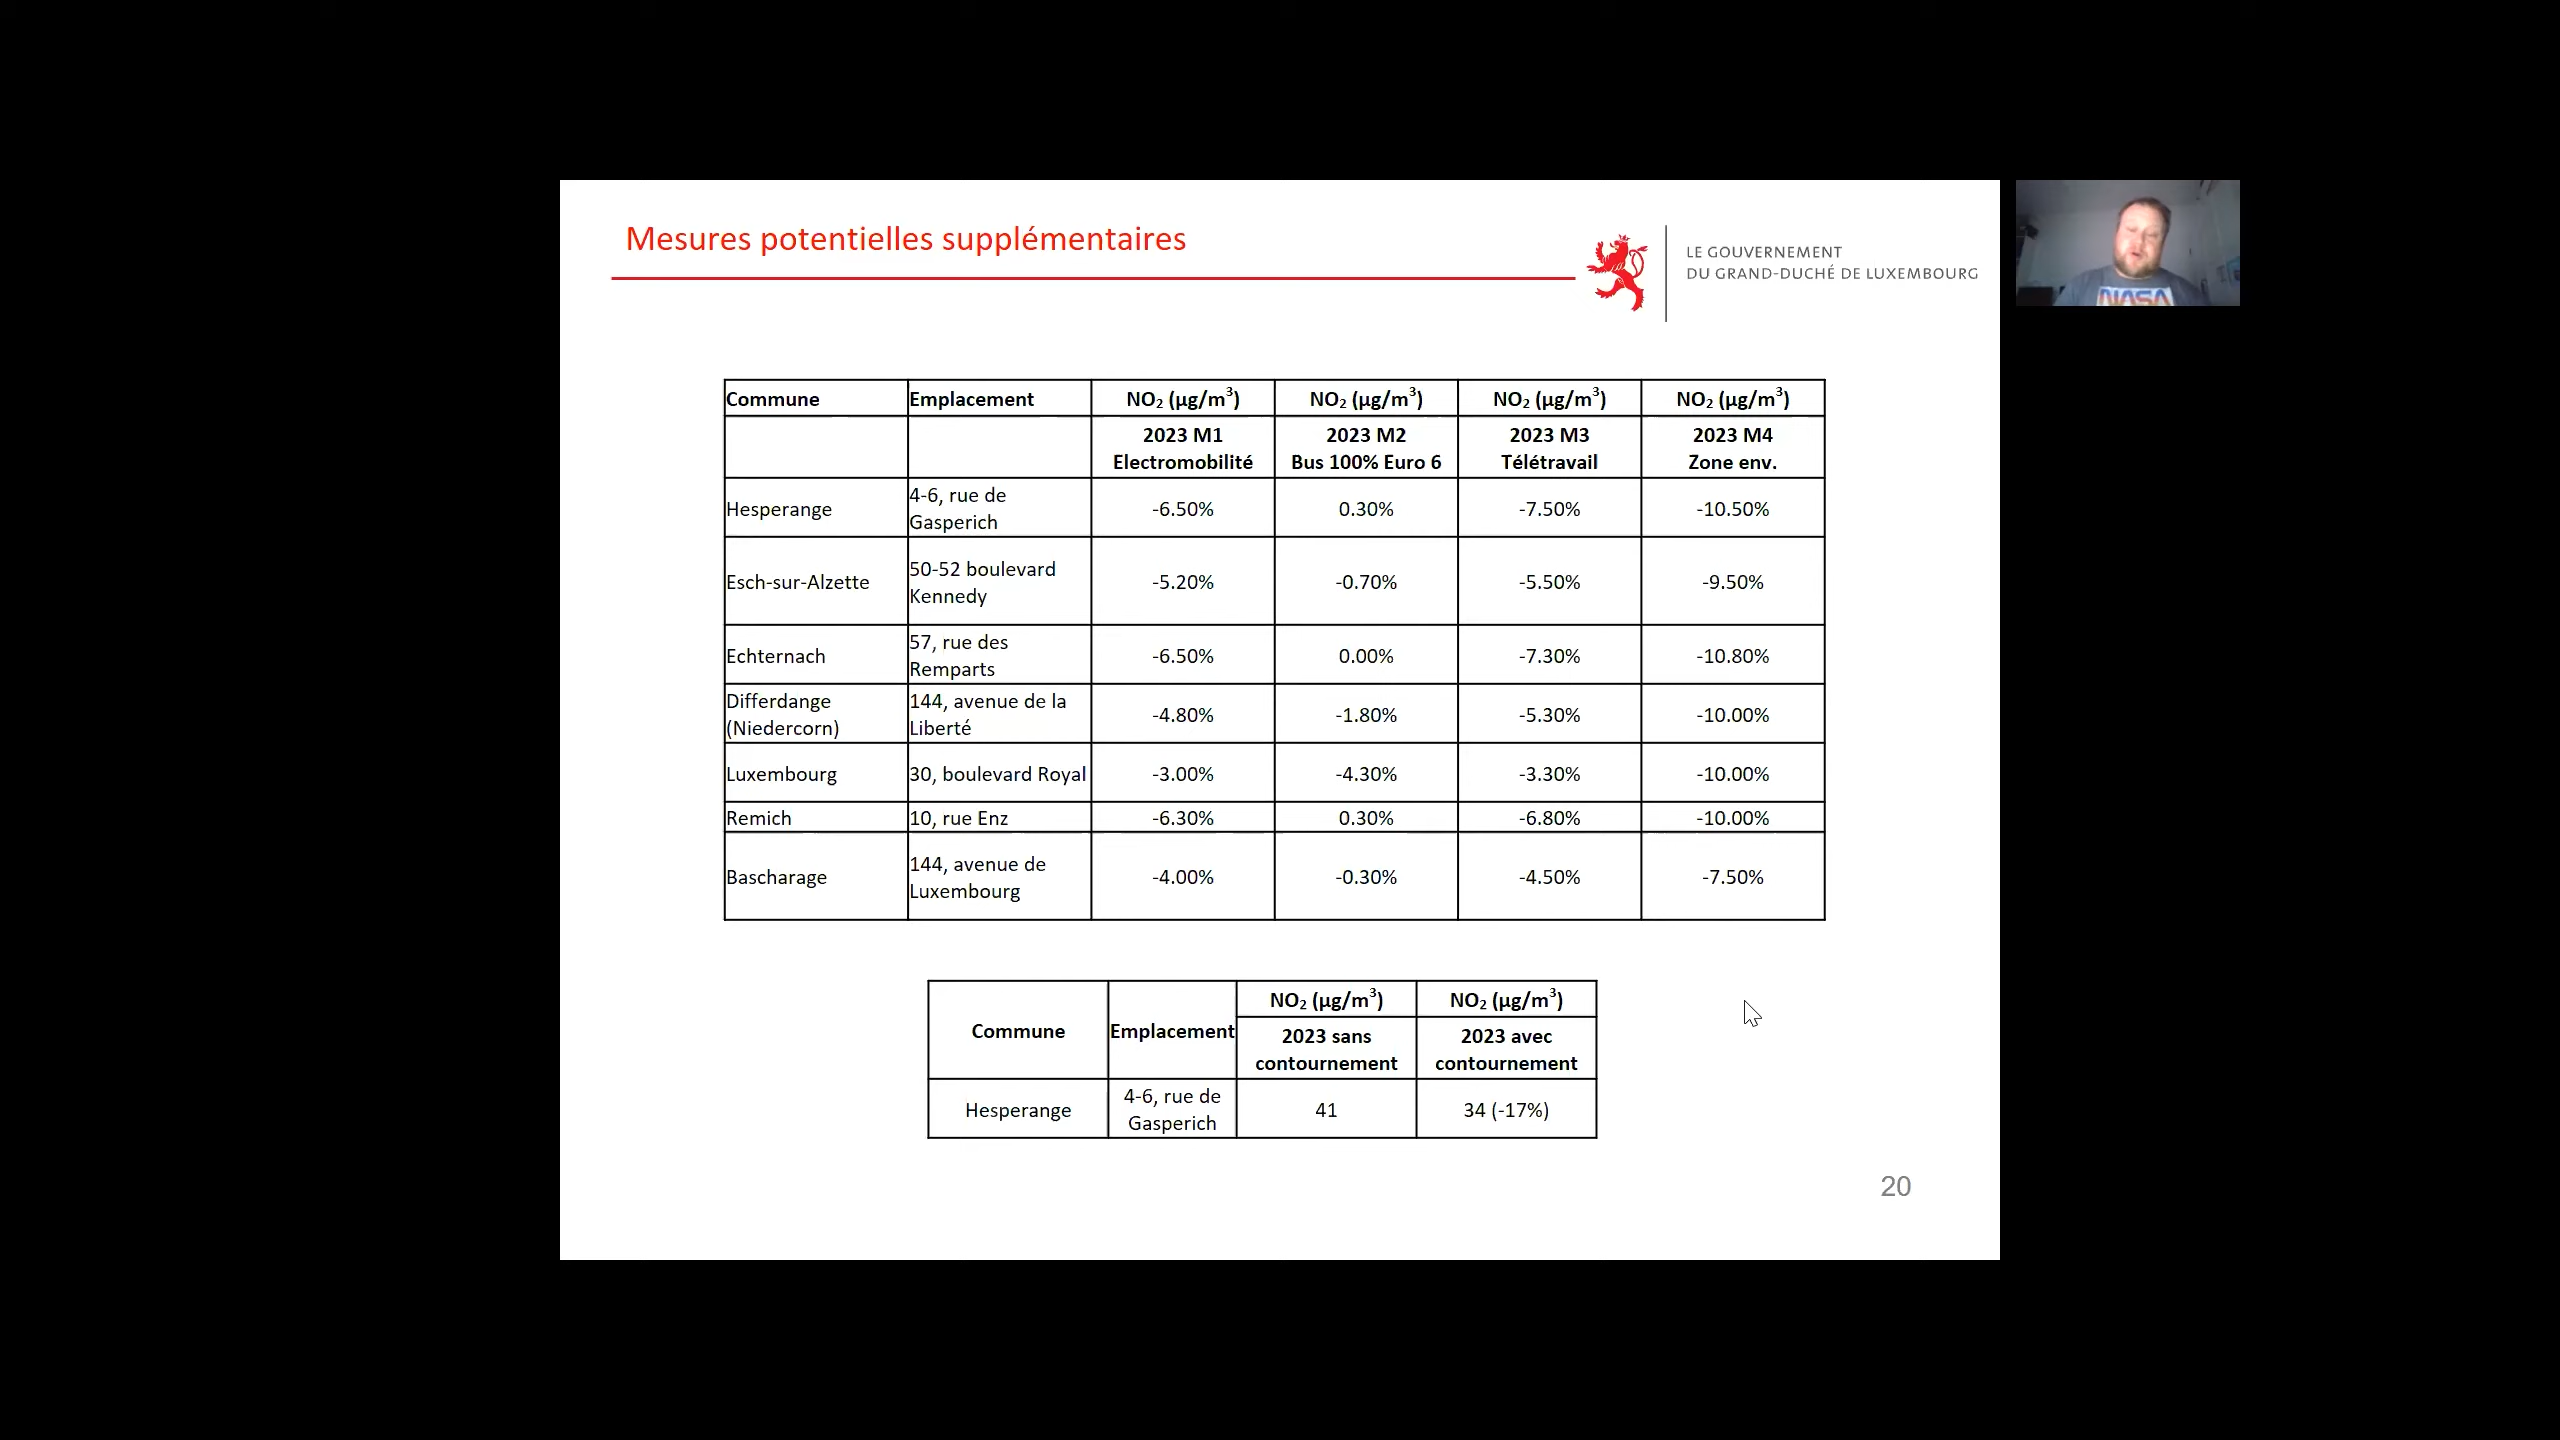 Mesures potentielles supplémentaires
LE GOUVERNEMENT
DU GRAND-DUCHÉ DE LUXEMBOURG
NASA
Commune Emplacement NO₂ (µg/m³) NO₂ (µg/m³) NO₂ (µg/m³) NO₂ (µg/m³)
2023 M1 2023 M2 2023 M3 2023 M4
Electromobilité Bus 100% Euro 6 Télétravail Zone env.
Hesperange 4-6, rue de
Gasperich -6.50% 0.30% -7.50% -10.50%
Esch-sur-Alzette 50-52 boulevard
Kennedy -5.20% -0.70% -5.50% -9.50%
Echternach 57, rue des
Remparts -6.50% 0.00% -7.30% -10.80%
Differdange 144, avenue de la
(Niedercorn) Liberté -4.80% -1.80% -5.30% -10.00%
Luxembourg 30, boulevard Royal -3.00% -4.30% -3.30% -10.00%
Remich 10, rue Enz -6.30% 0.30% -6.80% -10.00%
Bascharage 144, avenue de
Luxembourg -4.00% -0.30% -4.50% -7.50%
Commune Emplacement NO₂ (µg/m³) NO₂ (µg/m³)
2023 sans 2023 avec
contournement contournement
Hesperange 4-6, rue de
Gasperich 41 34 (-17%)
20